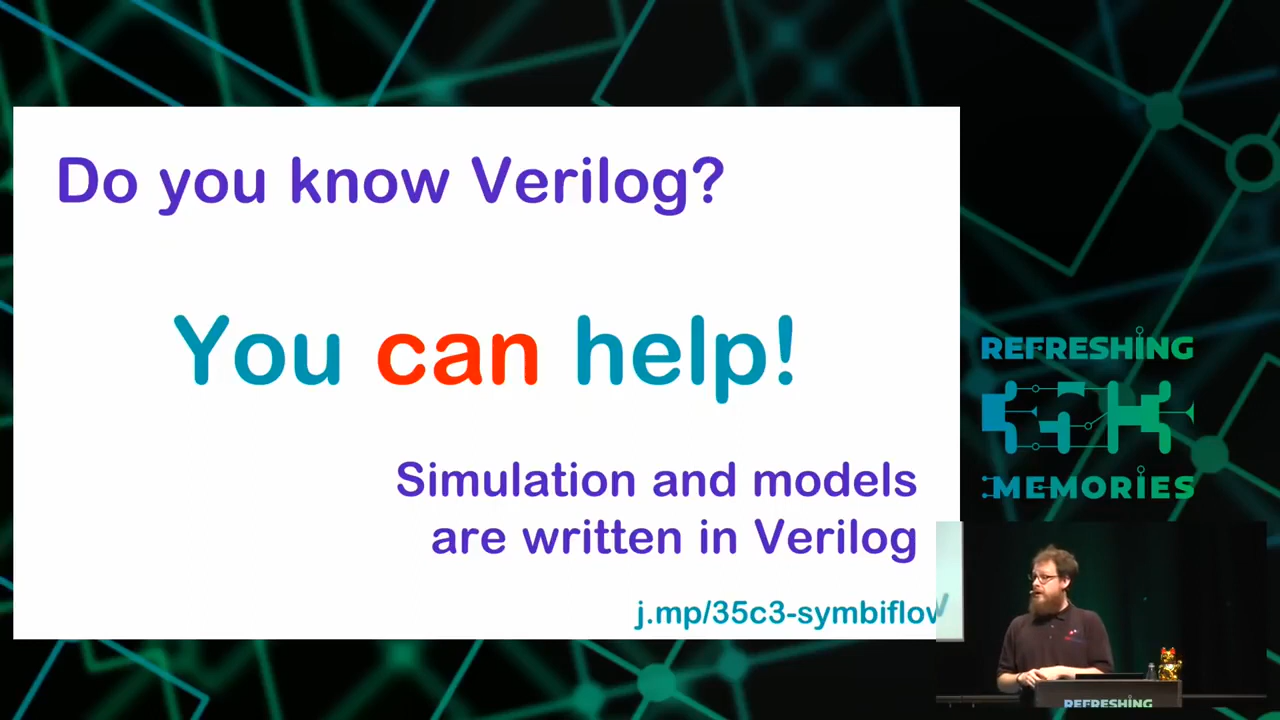 Do you know Verilog?
You can help!
Simulation and models
are written in Verilog
j.mp/35c3-symbiflow
REFRESHING
35C3
MEMORIES
REFRESHING